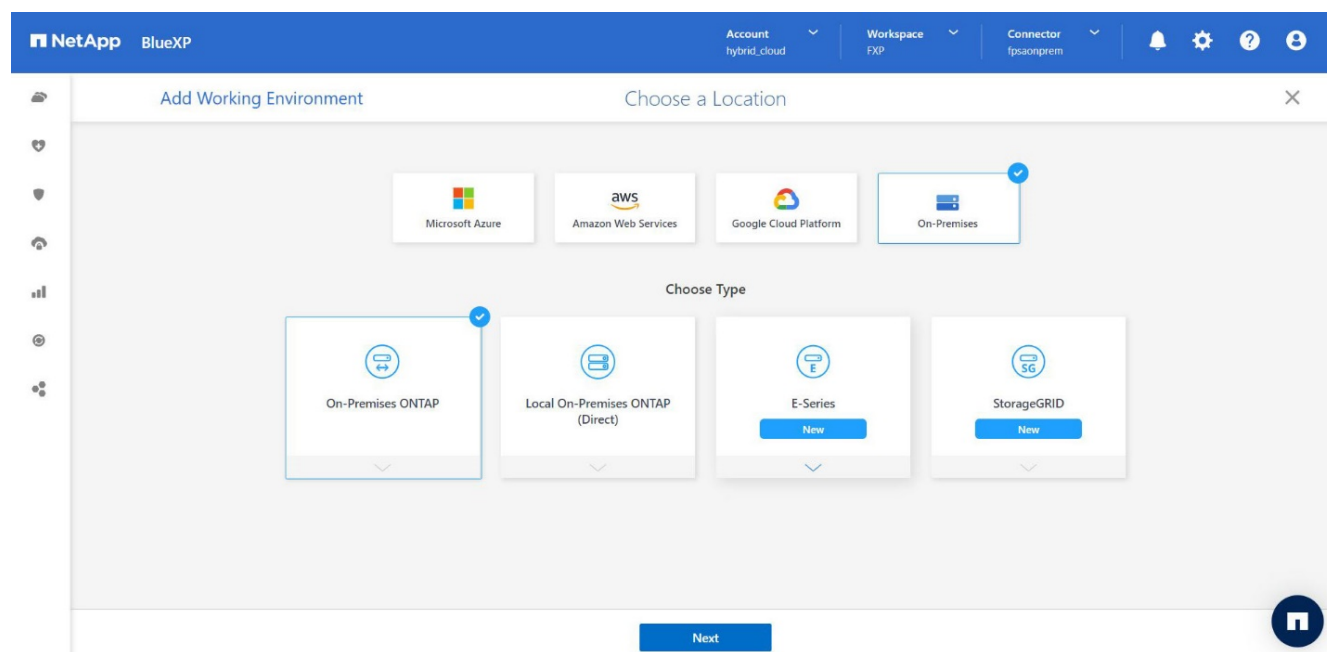 NetApp BlueXP
Account
hybrid_cloud
Workspace
FXP
Connector
fpsaonprem
Add Working Environment
Choose a Location
Microsoft Azure
aws
Amazon Web Services
Google Cloud Platform
On-Premises
Choose Type
On-Premises ONTAP
Local On-Premises ONTAP
(Direct)
E
E-Series
New
SG
StorageGRID
New
Next